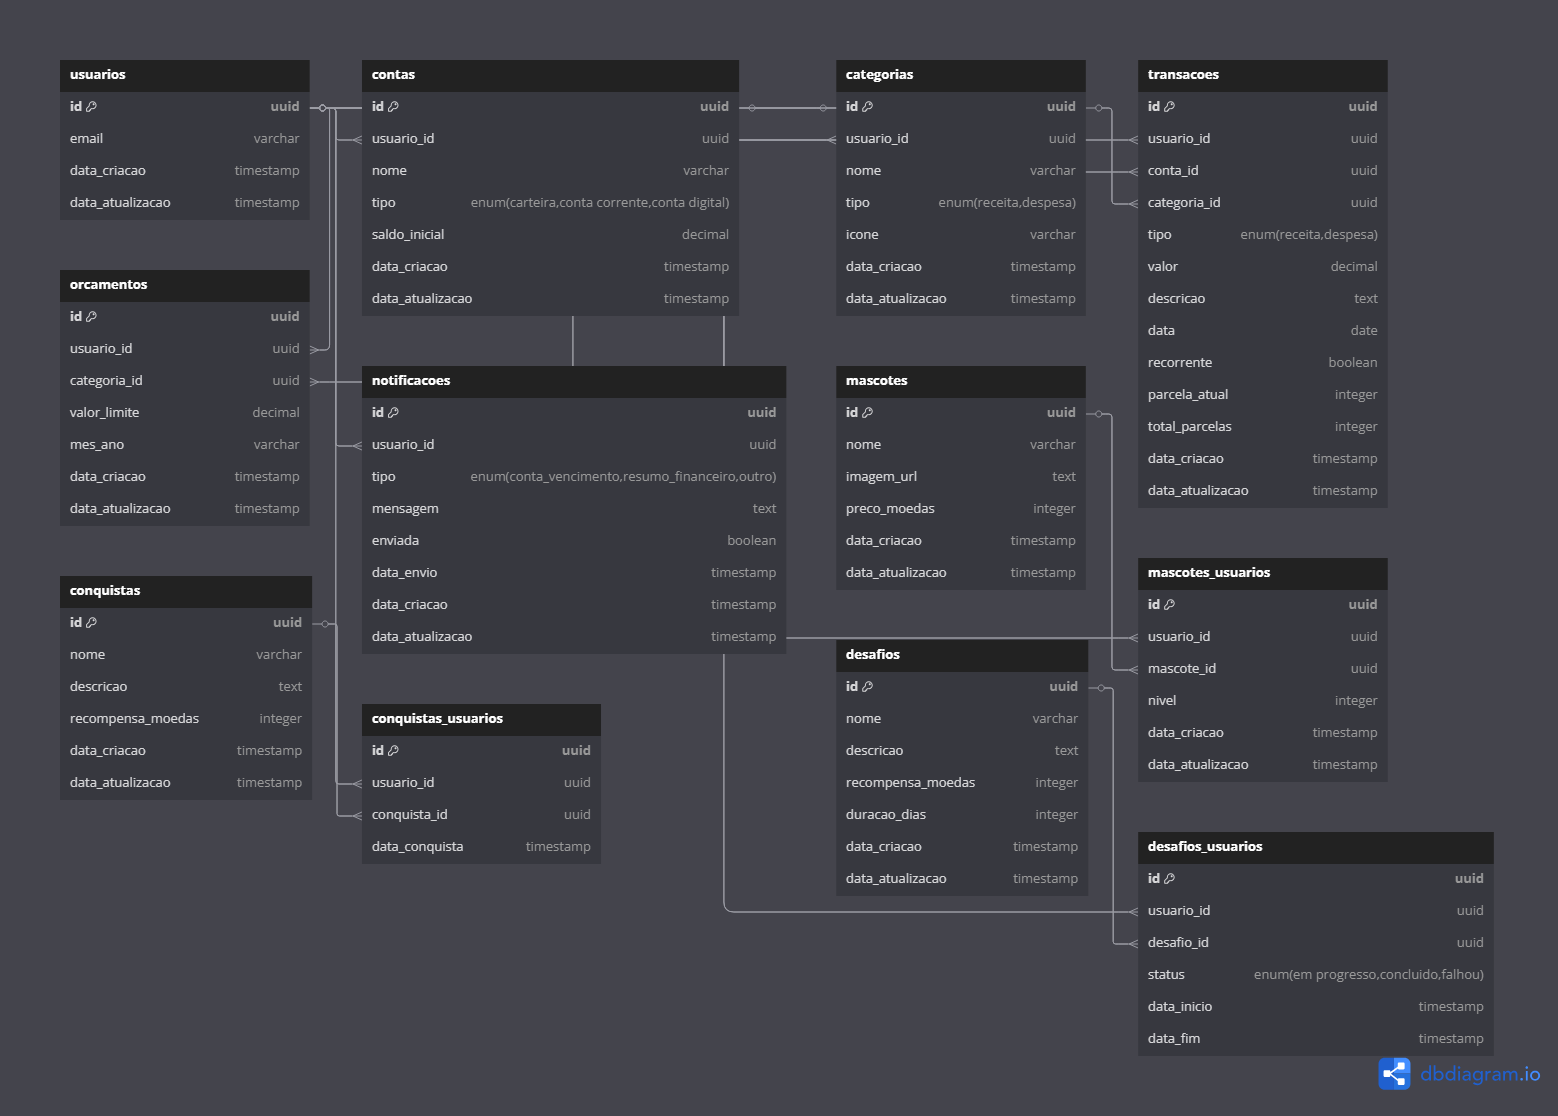 usuarios
id uuid
email varchar
data_criacao timestamp
data_atualizacao timestamp
contas
id uuid
usuario_id uuid
nome varchar
tipo enum(carteira,conta corrente,conta digital)
saldo_inicial decimal
data_criacao timestamp
data_atualizacao timestamp
categorias
id uuid
usuario_id uuid
nome varchar
tipo enum(receita,despesa)
icone varchar
data_criacao timestamp
data_atualizacao timestamp
transacoes
id uuid
usuario_id uuid
conta_id uuid
categoria_id uuid
tipo enum(receita,despesa)
valor decimal
descricao text
data date
recorrente boolean
parcela_atual integer
total_parcelas integer
data_criacao timestamp
data_atualizacao timestamp
orcamentos
id uuid
usuario_id uuid
categoria_id uuid
valor_limite decimal
mes_ano varchar
data_criacao timestamp
data_atualizacao timestamp
notificacoes
id uuid
usuario_id uuid
tipo enum(conta_vencimento,resumo_financeiro,outro)
mensagem text
enviada boolean
data_envio timestamp
data_criacao timestamp
data_atualizacao timestamp
mascotes
id uuid
nome varchar
imagem_url text
preco_moedas integer
data_criacao timestamp
data_atualizacao timestamp
mascotes_usuarios
id uuid
usuario_id uuid
mascote_id uuid
nivel integer
data_criacao timestamp
data_atualizacao timestamp
conquistas
id uuid
nome varchar
descricao text
recompensa_moedas integer
data_criacao timestamp
data_atualizacao timestamp
conquistas_usuarios
id uuid
usuario_id uuid
conquista_id uuid
data_conquista timestamp
desafios
id uuid
nome varchar
descricao text
recompensa_moedas integer
duracao_dias integer
data_criacao timestamp
data_atualizacao timestamp
desafios_usuarios
id uuid
usuario_id uuid
desafio_id uuid
status enum(em progresso,concluido,falhou)
data_inicio timestamp
data_fim timestamp
dbdiagram.io